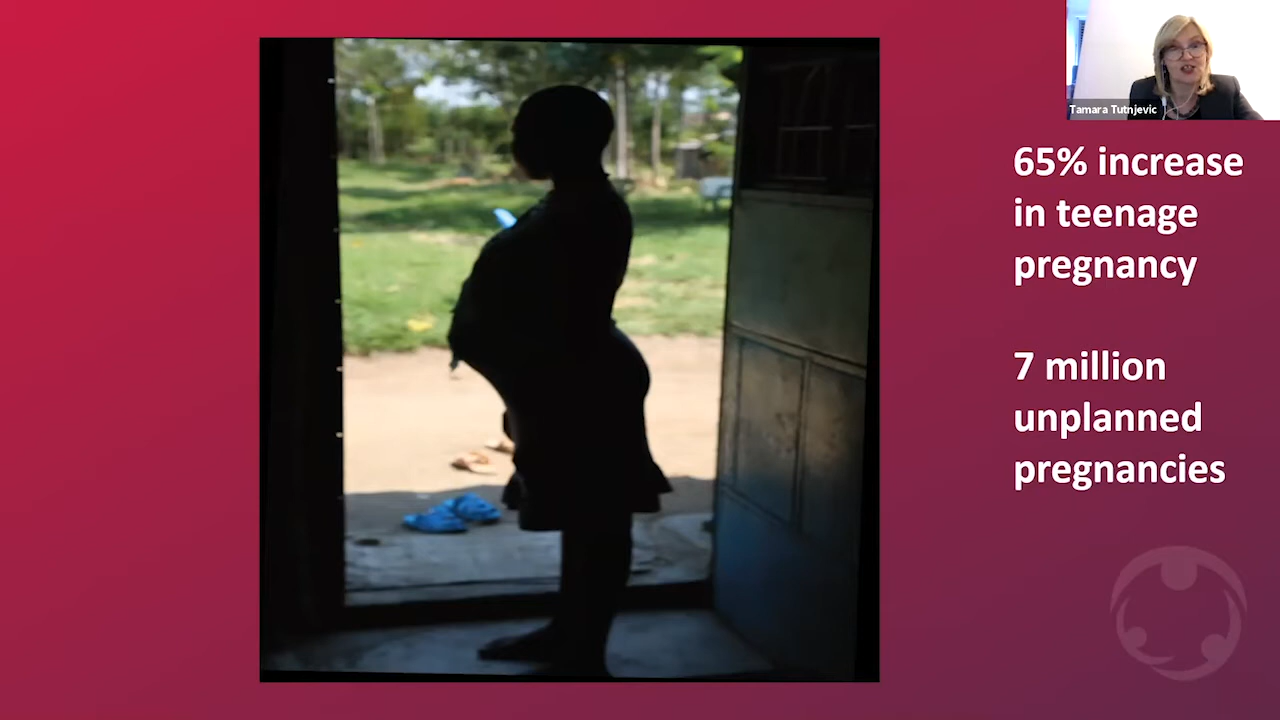 Tamara Tutnjevic
65% increase
in teenage
pregnancy
7 million
unplanned
pregnancies